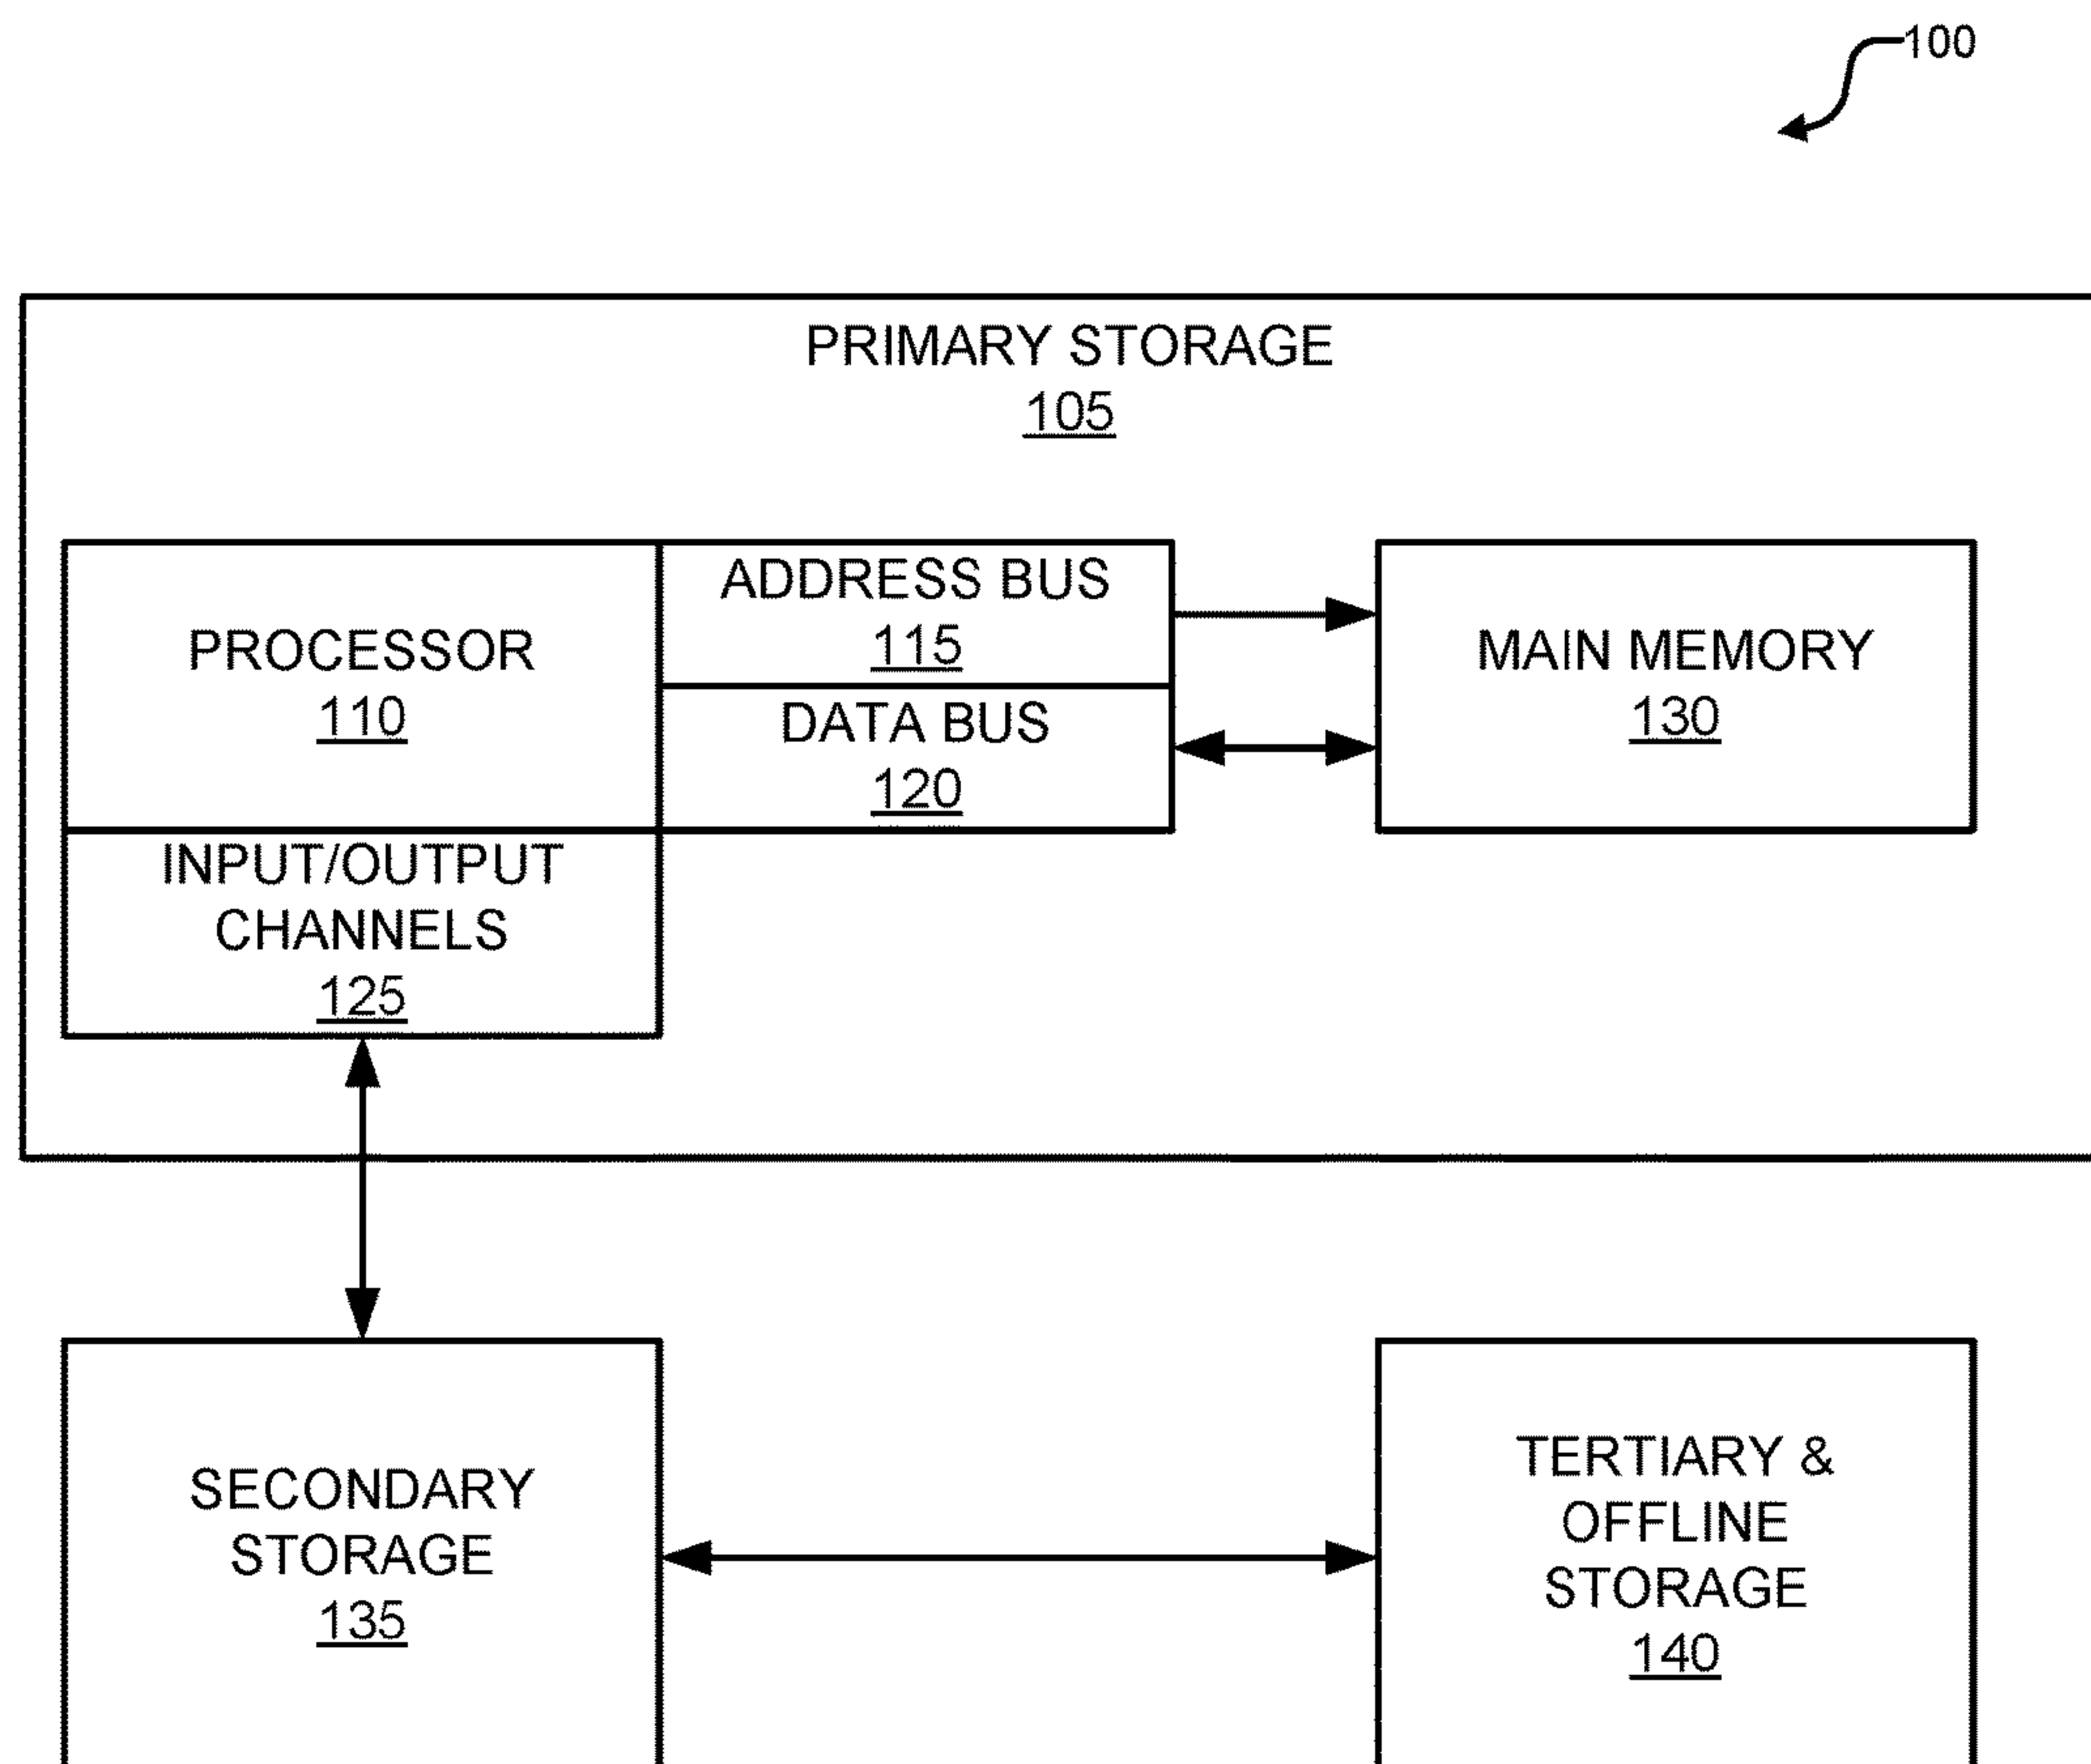 100
PRIMARY STORAGE
105
PROCESSOR
110
ADDRESS BUS
115
DATA BUS
120
MAIN MEMORY
130
INPUT/OUTPUT
CHANNELS
125
SECONDARY
STORAGE
135
TERTIARY &
OFFLINE
STORAGE
140